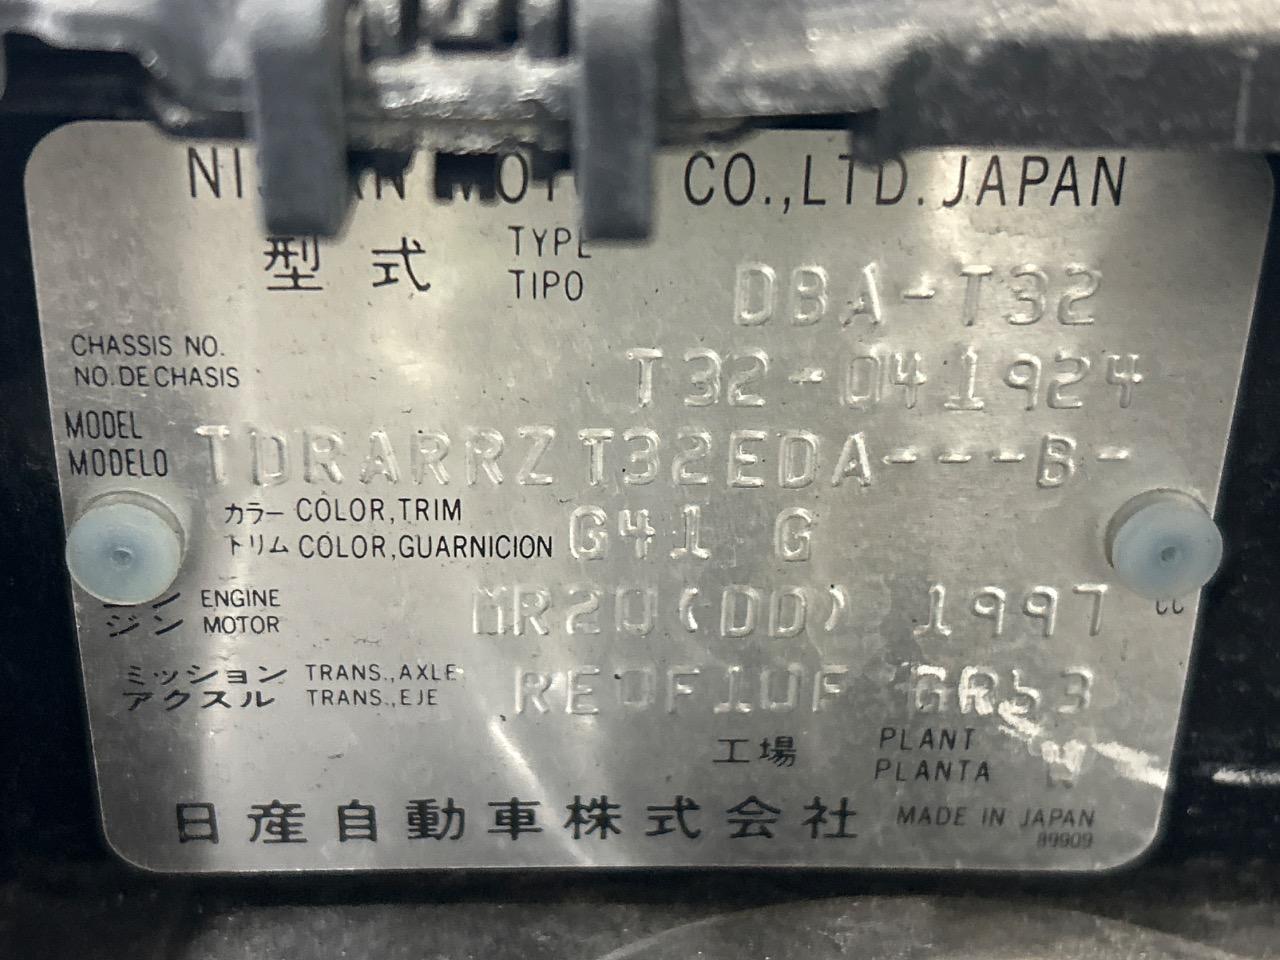 NISSAN MOTOR CO.,LTD. JAPAN
型式 TYPE TIPO DBA-T32
CHASSIS NO.
NO. DE CHASIS T32-041924
MODEL
MODELO TDRARRZT32EDA---B-
カラー COLOR,TRIM
トリム COLOR,GUARNICION G41 G
ENGINE
ジン MOTOR MR20(DD) 1997 cc
ミッション TRANS.,AXLE
アクスル TRANS.,EJE RE0F10F GR63
工場 PLANT
PLANTA
日産自動車株式会社 MADE IN JAPAN
89909